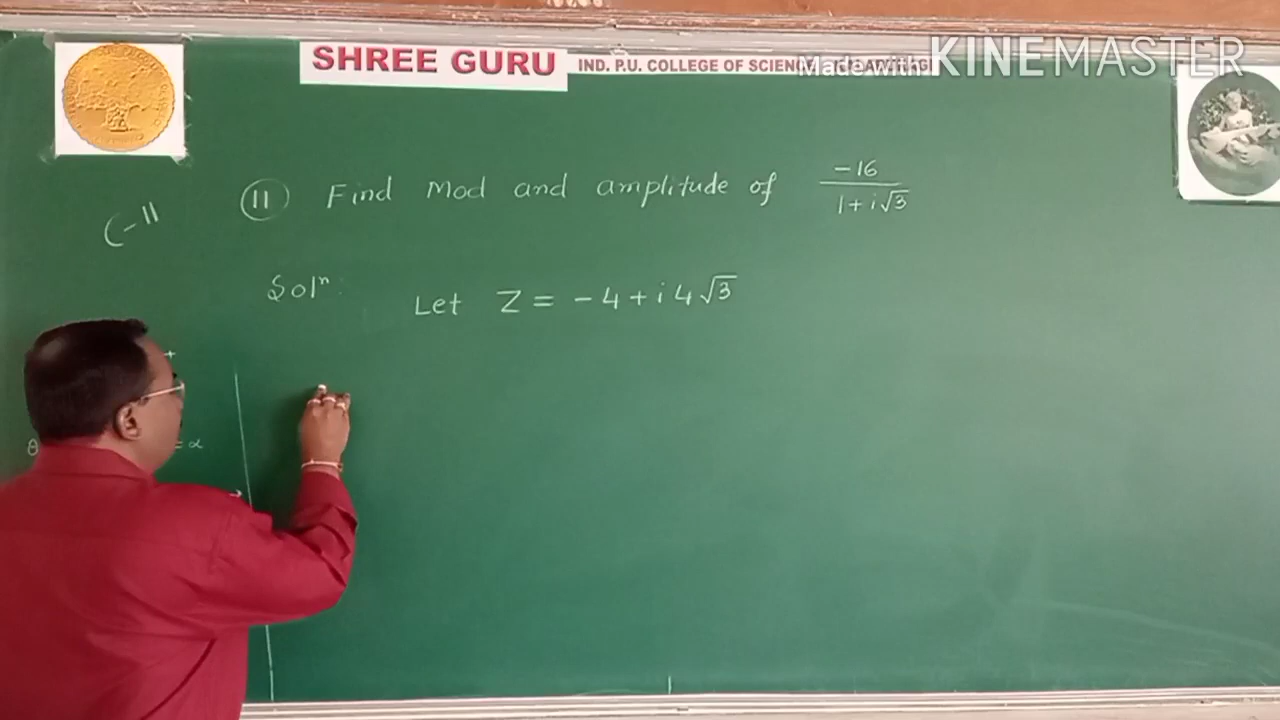 SHREE GURU IND. P.U. COLLEGE OF SCIENCE
Made with KINEMASTER
(-11
(11) Find Mod and amplitude of -16/(1+i√3)
Solⁿ: Let Z = -4+i4√3
+
θ = α